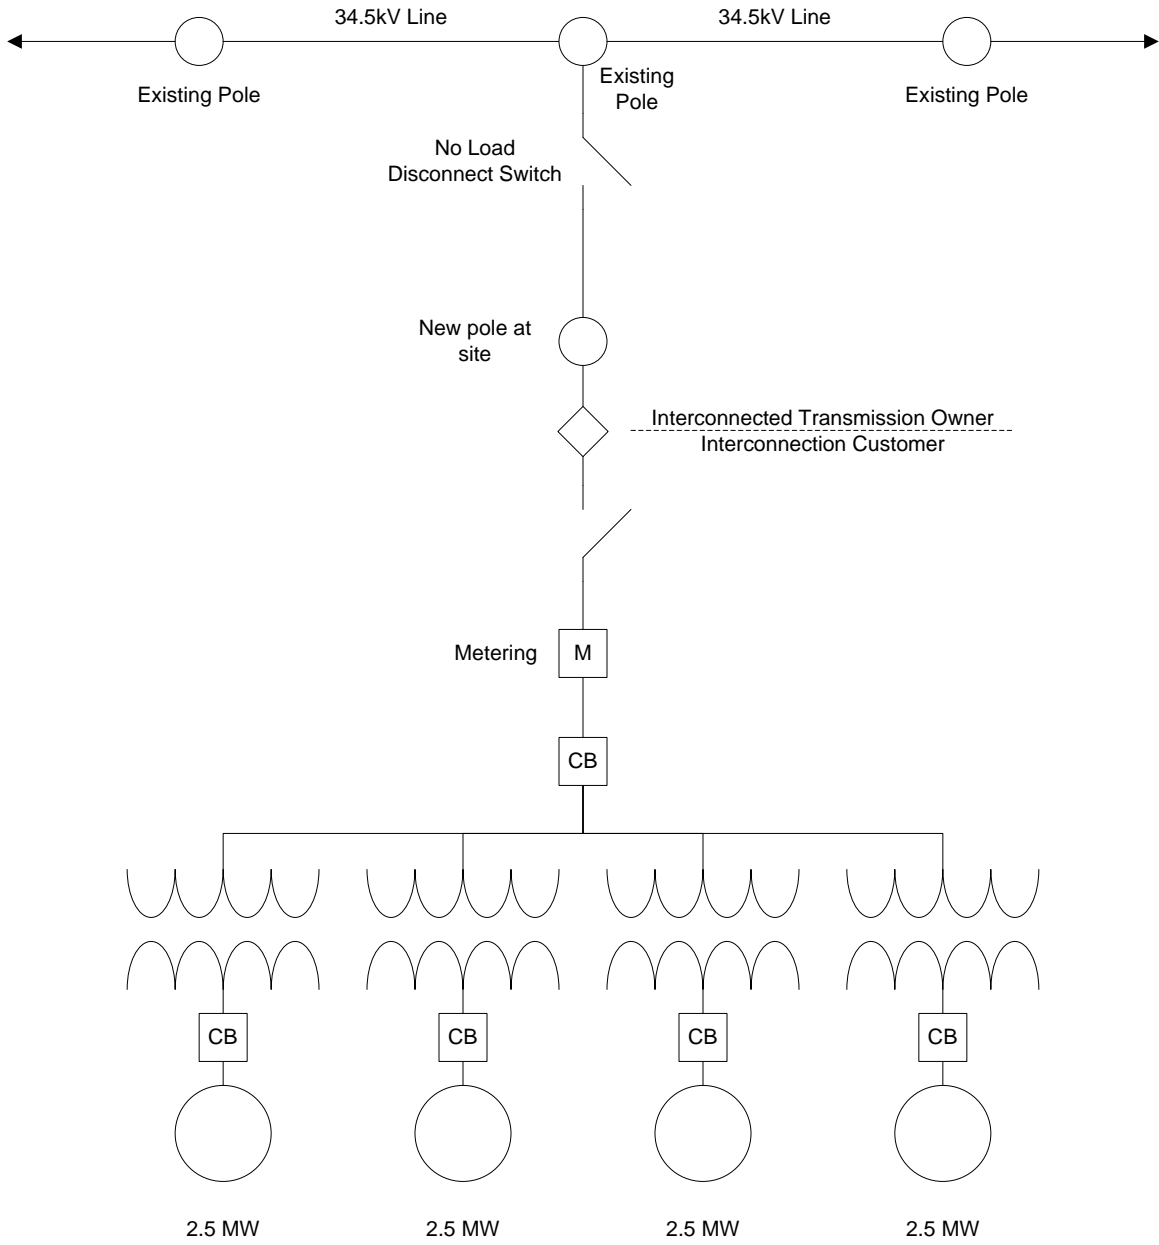 34.5kV Line
34.5kV Line
Existing Pole
Existing
Pole
Existing Pole
No Load
Disconnect Switch
New pole at
site
Interconnected Transmission Owner
Interconnection Customer
Metering
M
CB
CB
CB
CB
CB
2.5 MW
2.5 MW
2.5 MW
2.5 MW